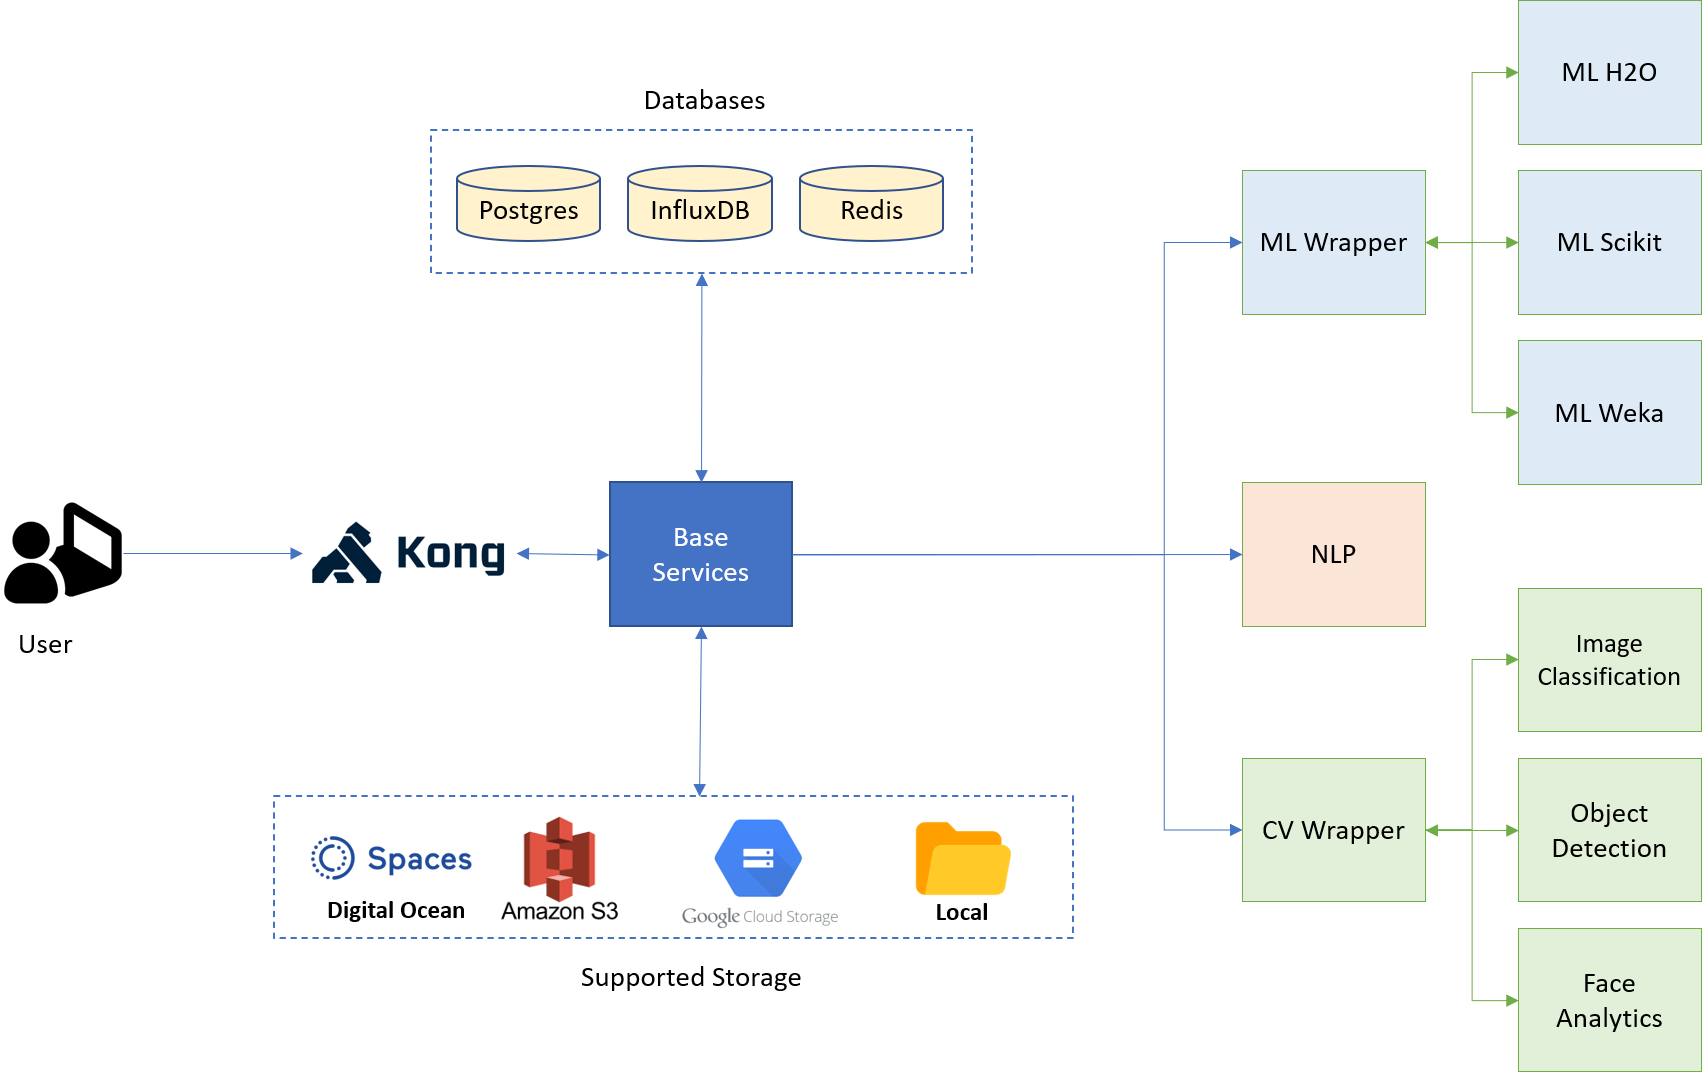 Databases
Postgres
InfluxDB
Redis
User
Kong
Base
Services
Spaces
Digital Ocean
Amazon S3
Google Cloud Storage
Local
Supported Storage
ML Wrapper
ML H2O
ML Scikit
ML Weka
NLP
CV Wrapper
Image
Classification
Object
Detection
Face
Analytics